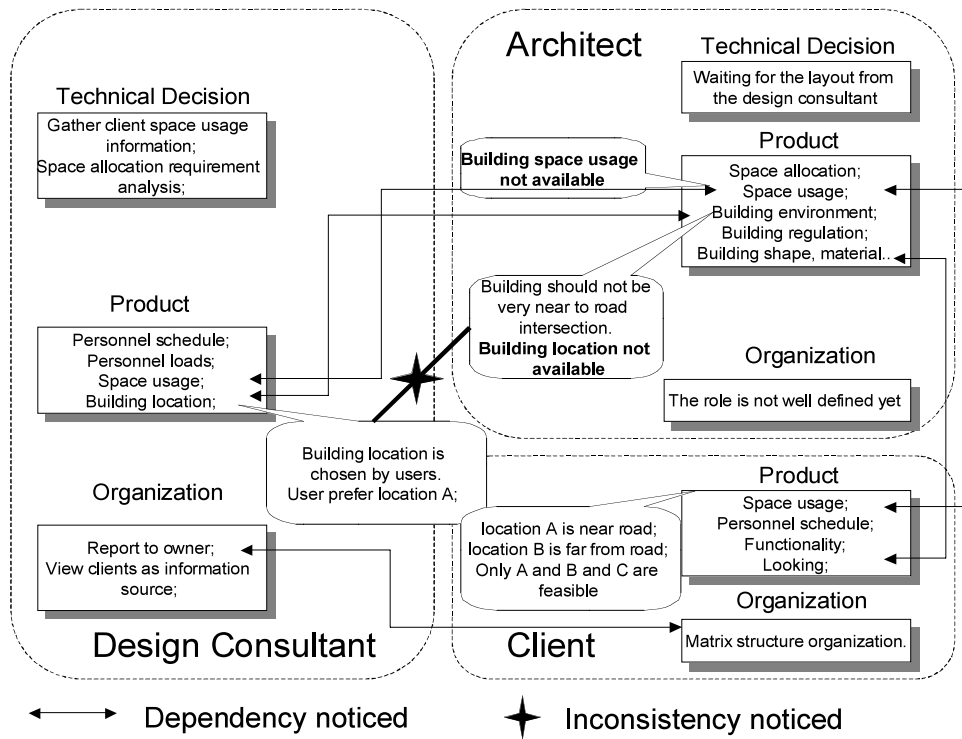 Architect
Technical Decision
Waiting for the layout from
the design consultant
Product
Space allocation;
Space usage;
Building environment;
Building regulation;
Building shape, material..
Building space usage
not available
Building should not be
very near to road
intersection.
Building location not
available
Organization
The role is not well defined yet
Technical Decision
Gather client space usage
information;
Space allocation requirement
analysis;
Product
Personnel schedule;
Personnel loads;
Space usage;
Building location;
Building location is
chosen by users.
User prefer location A;
Organization
Report to owner;
View clients as information
source;
Design Consultant
Product
Space usage;
Personnel schedule;
Functionality;
Looking;
location A is near road;
location B is far from road;
Only A and B and C are
feasible
Organization
Matrix structure organization.
Client
Dependency noticed
Inconsistency noticed